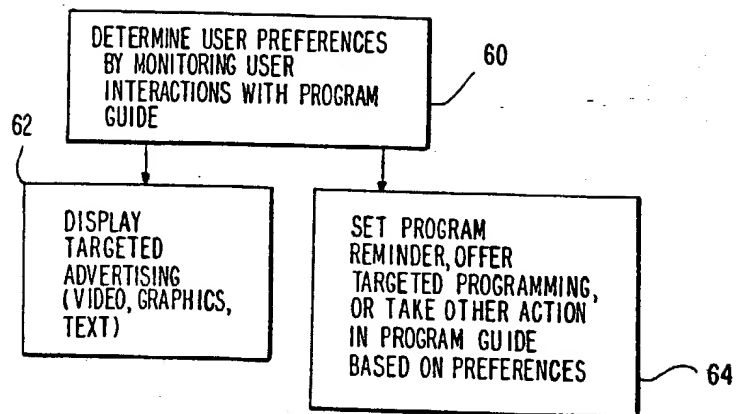 DETERMINE USER PREFERENCES
BY MONITORING USER
INTERACTIONS WITH PROGRAM
GUIDE
60
62
DISPLAY
TARGETED
ADVERTISING
(VIDEO, GRAPHICS,
TEXT)
SET PROGRAM
REMINDER, OFFER
TARGETED PROGRAMMING,
OR TAKE OTHER ACTION
IN PROGRAM GUIDE
BASED ON PREFERENCES
64